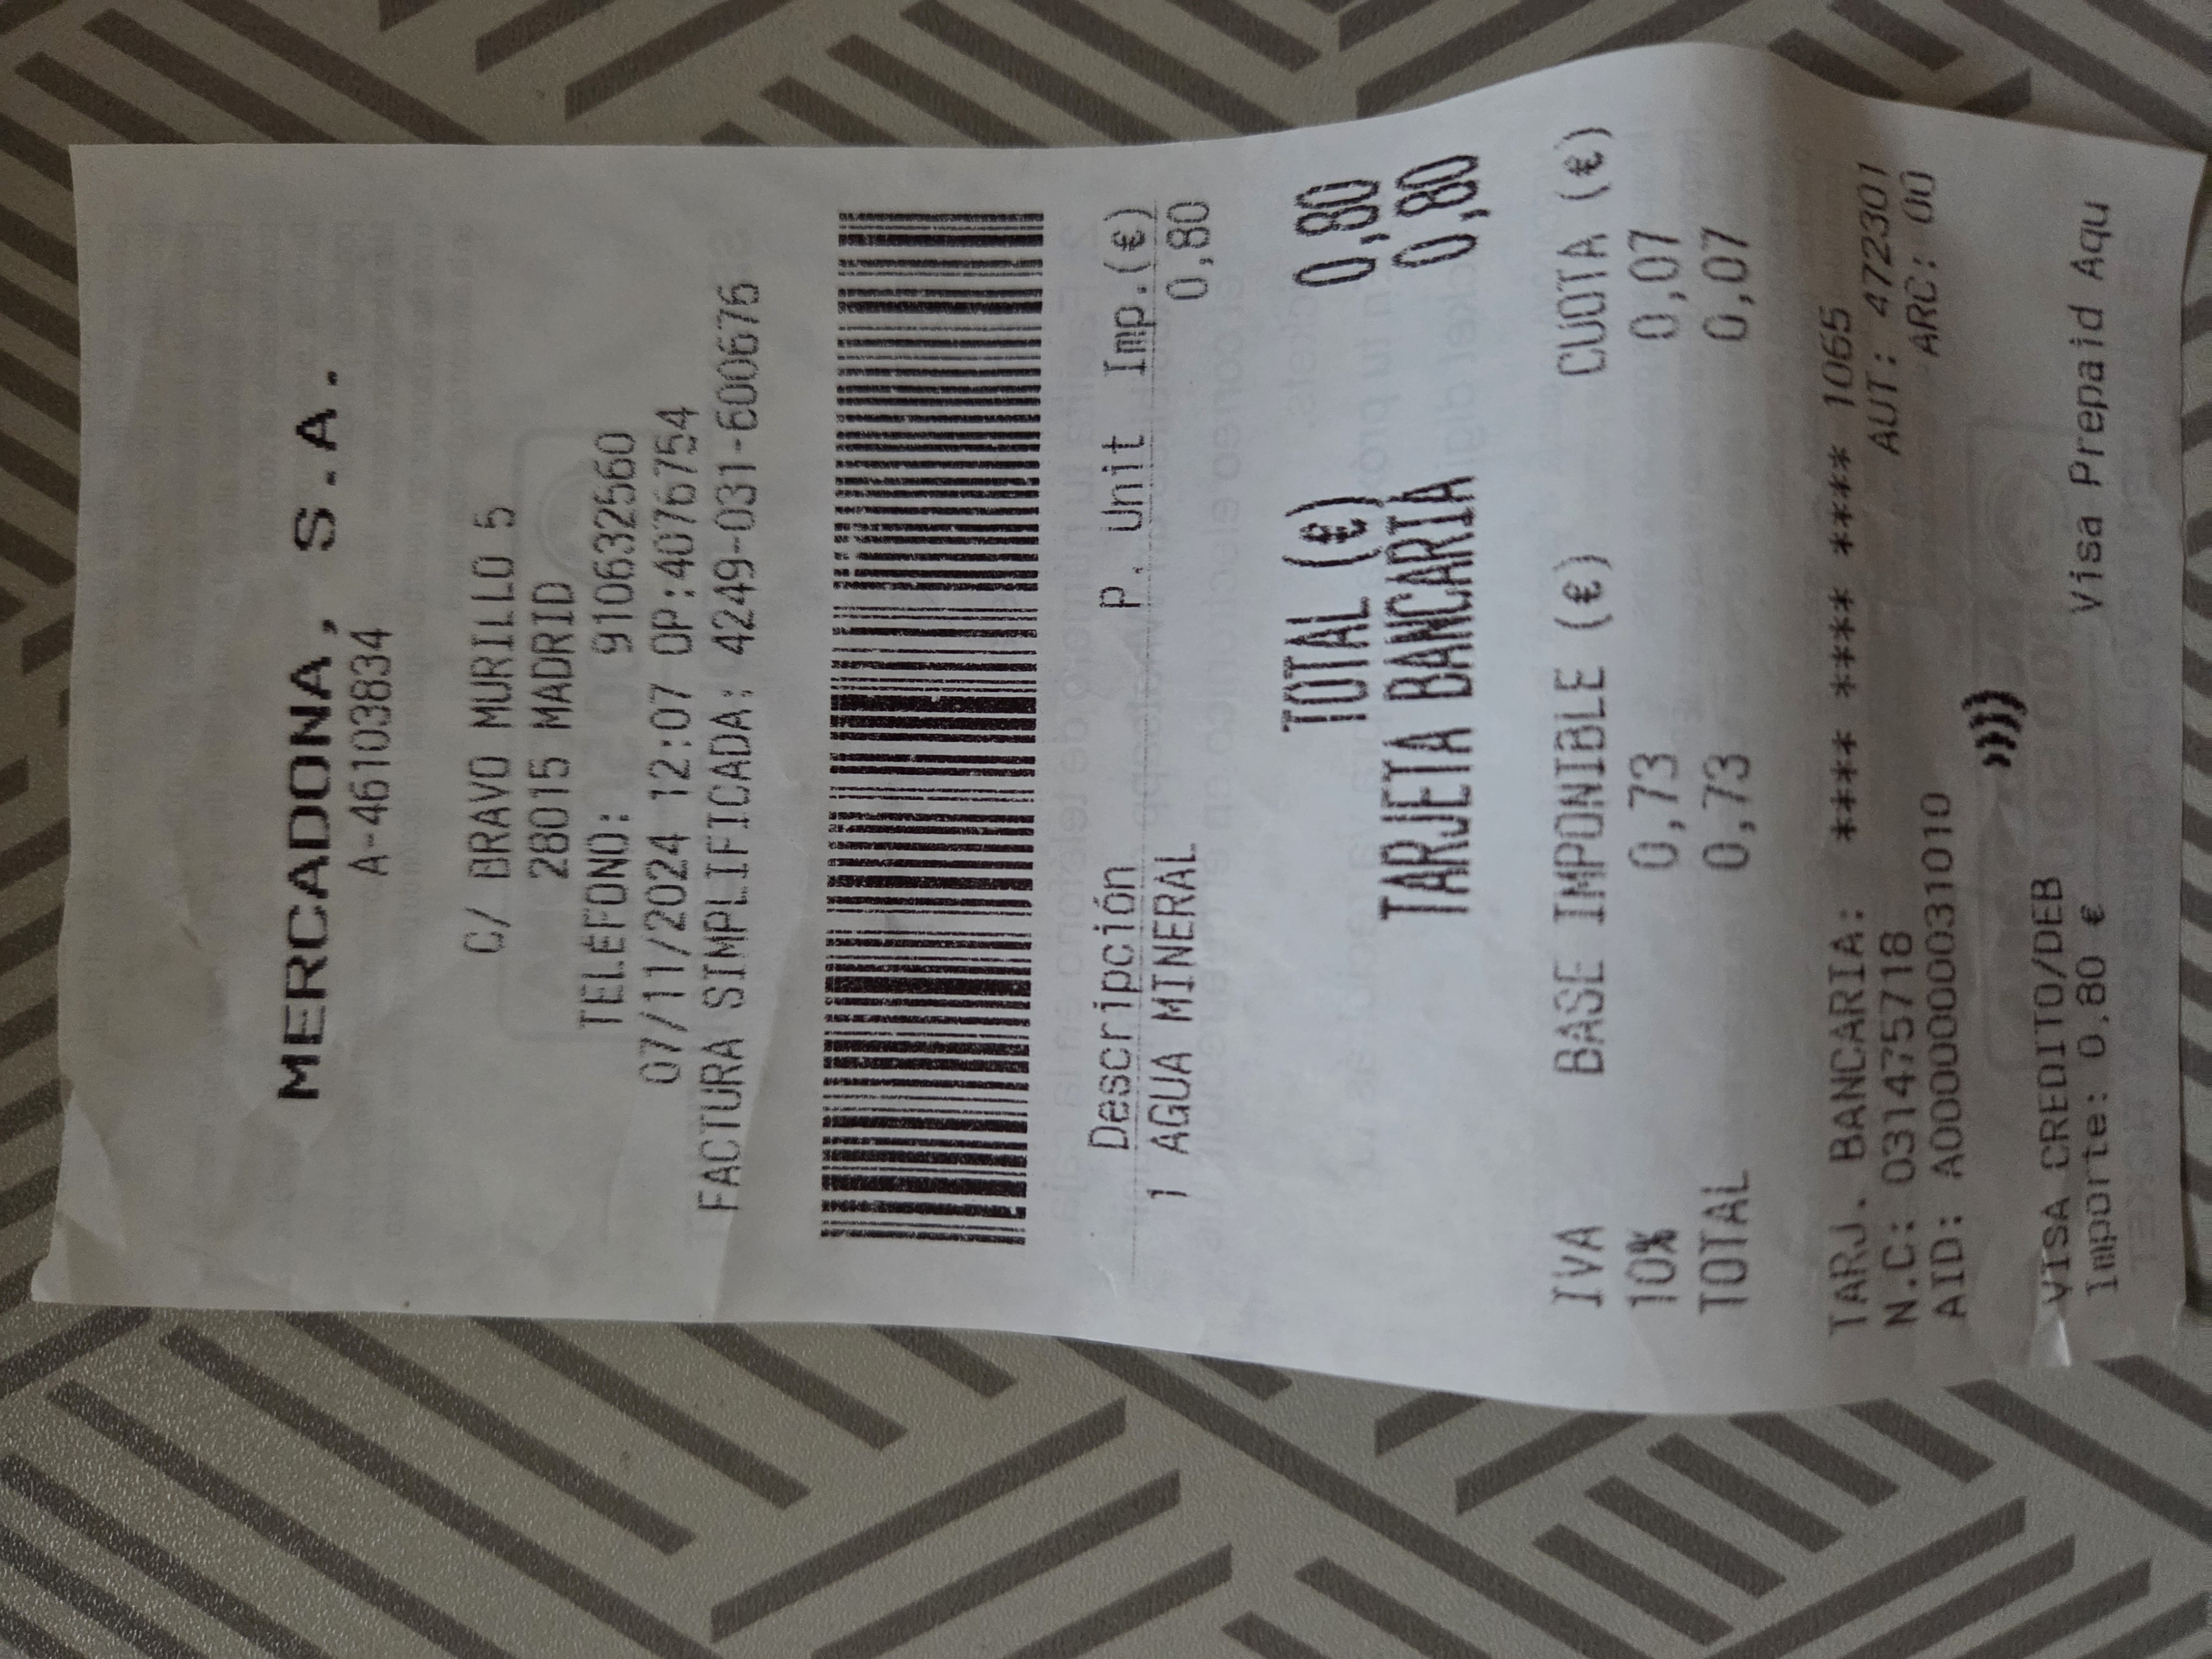 MERCADONA, S.A.
A-46103834
C/ BRAVO MURILLO 5
28015 MADRID
TELÉFONO: 910632560
07/11/2024 12:07 OP:4076754
FACTURA SIMPLIFICADA: 4249-031-600676
Descripción P. Unit Imp.(€)
1 AGUA MINERAL 0,80
TOTAL (€) 0,80
TARJETA BANCARIA 0,80
IVA BASE IMPONIBLE (€) CUOTA (€)
10% 0,73 0,07
TOTAL 0,73 0,07
TARJ. BANCARIA: **** **** **** 1065
N.C: 031475718 AUT: 472301
AID: A0000000031010 ARC: 00
VISA CREDITO/DEB
Importe: 0,80 € Visa Prepaid Aqu